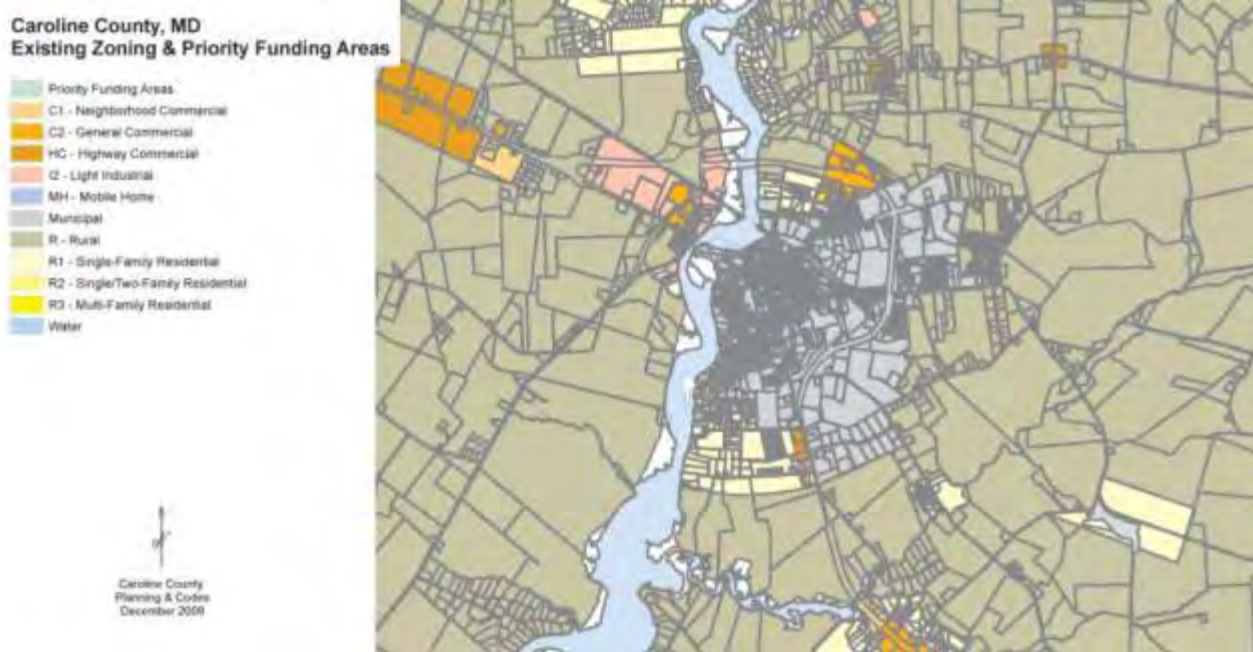 Caroline County, MD
Existing Zoning & Priority Funding Areas
Priority Funding Areas
C1 - Neighborhood Commercial
C2 - General Commercial
HC - Highway Commercial
I2 - Light Industrial
MH - Mobile Home
Municipal
R - Rural
R1 - Single-Family Residential
R2 - Single/Two-Family Residential
R3 - Multi-Family Residential
Water
Caroline County
Planning & Codes
December 2009